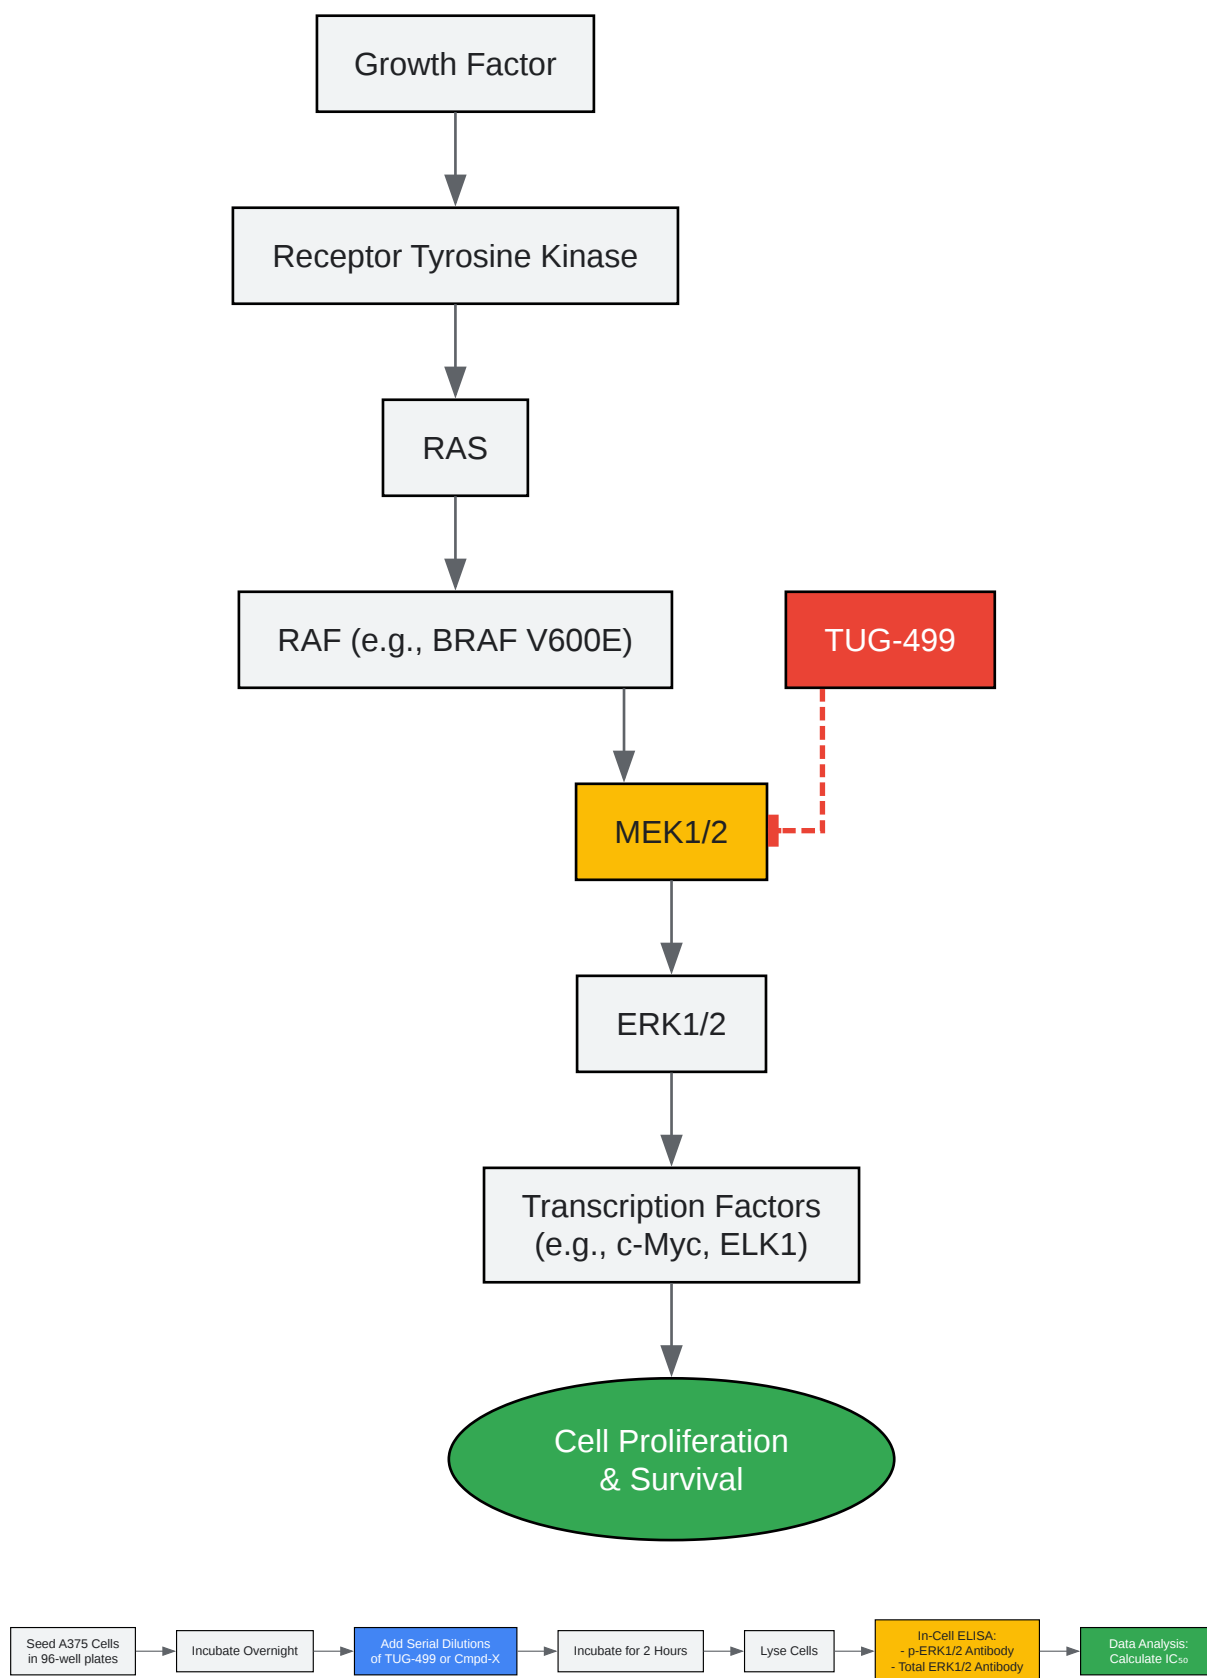 Growth Factor
Receptor Tyrosine Kinase
RAS
RAF (e.g., BRAF V600E)
TUG-499
MEK1/2
ERK1/2
Transcription Factors
(e.g., c-Myc, ELK1)
Cell Proliferation
& Survival
Seed A375 Cells
in 96-well plates
Incubate Overnight
Add Serial Dilutions
of TUG-499 or Cmpd-X
Incubate for 2 Hours
Lyse Cells
In-Cell ELISA:
- p-ERK1/2 Antibody
- Total ERK1/2 Antibody
Data Analysis:
Calculate IC₅₀